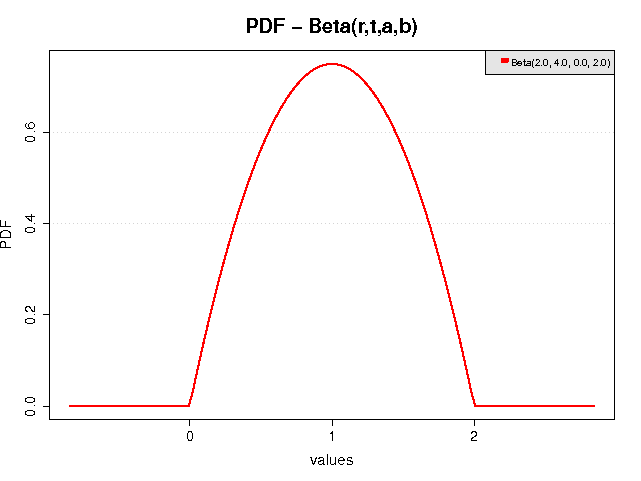 PDF − Beta(r,t,a,b)
Beta(2.0, 4.0, 0.0, 2.0)
PDF
0.6
0.4
0.2
0.0
0 1 2
values